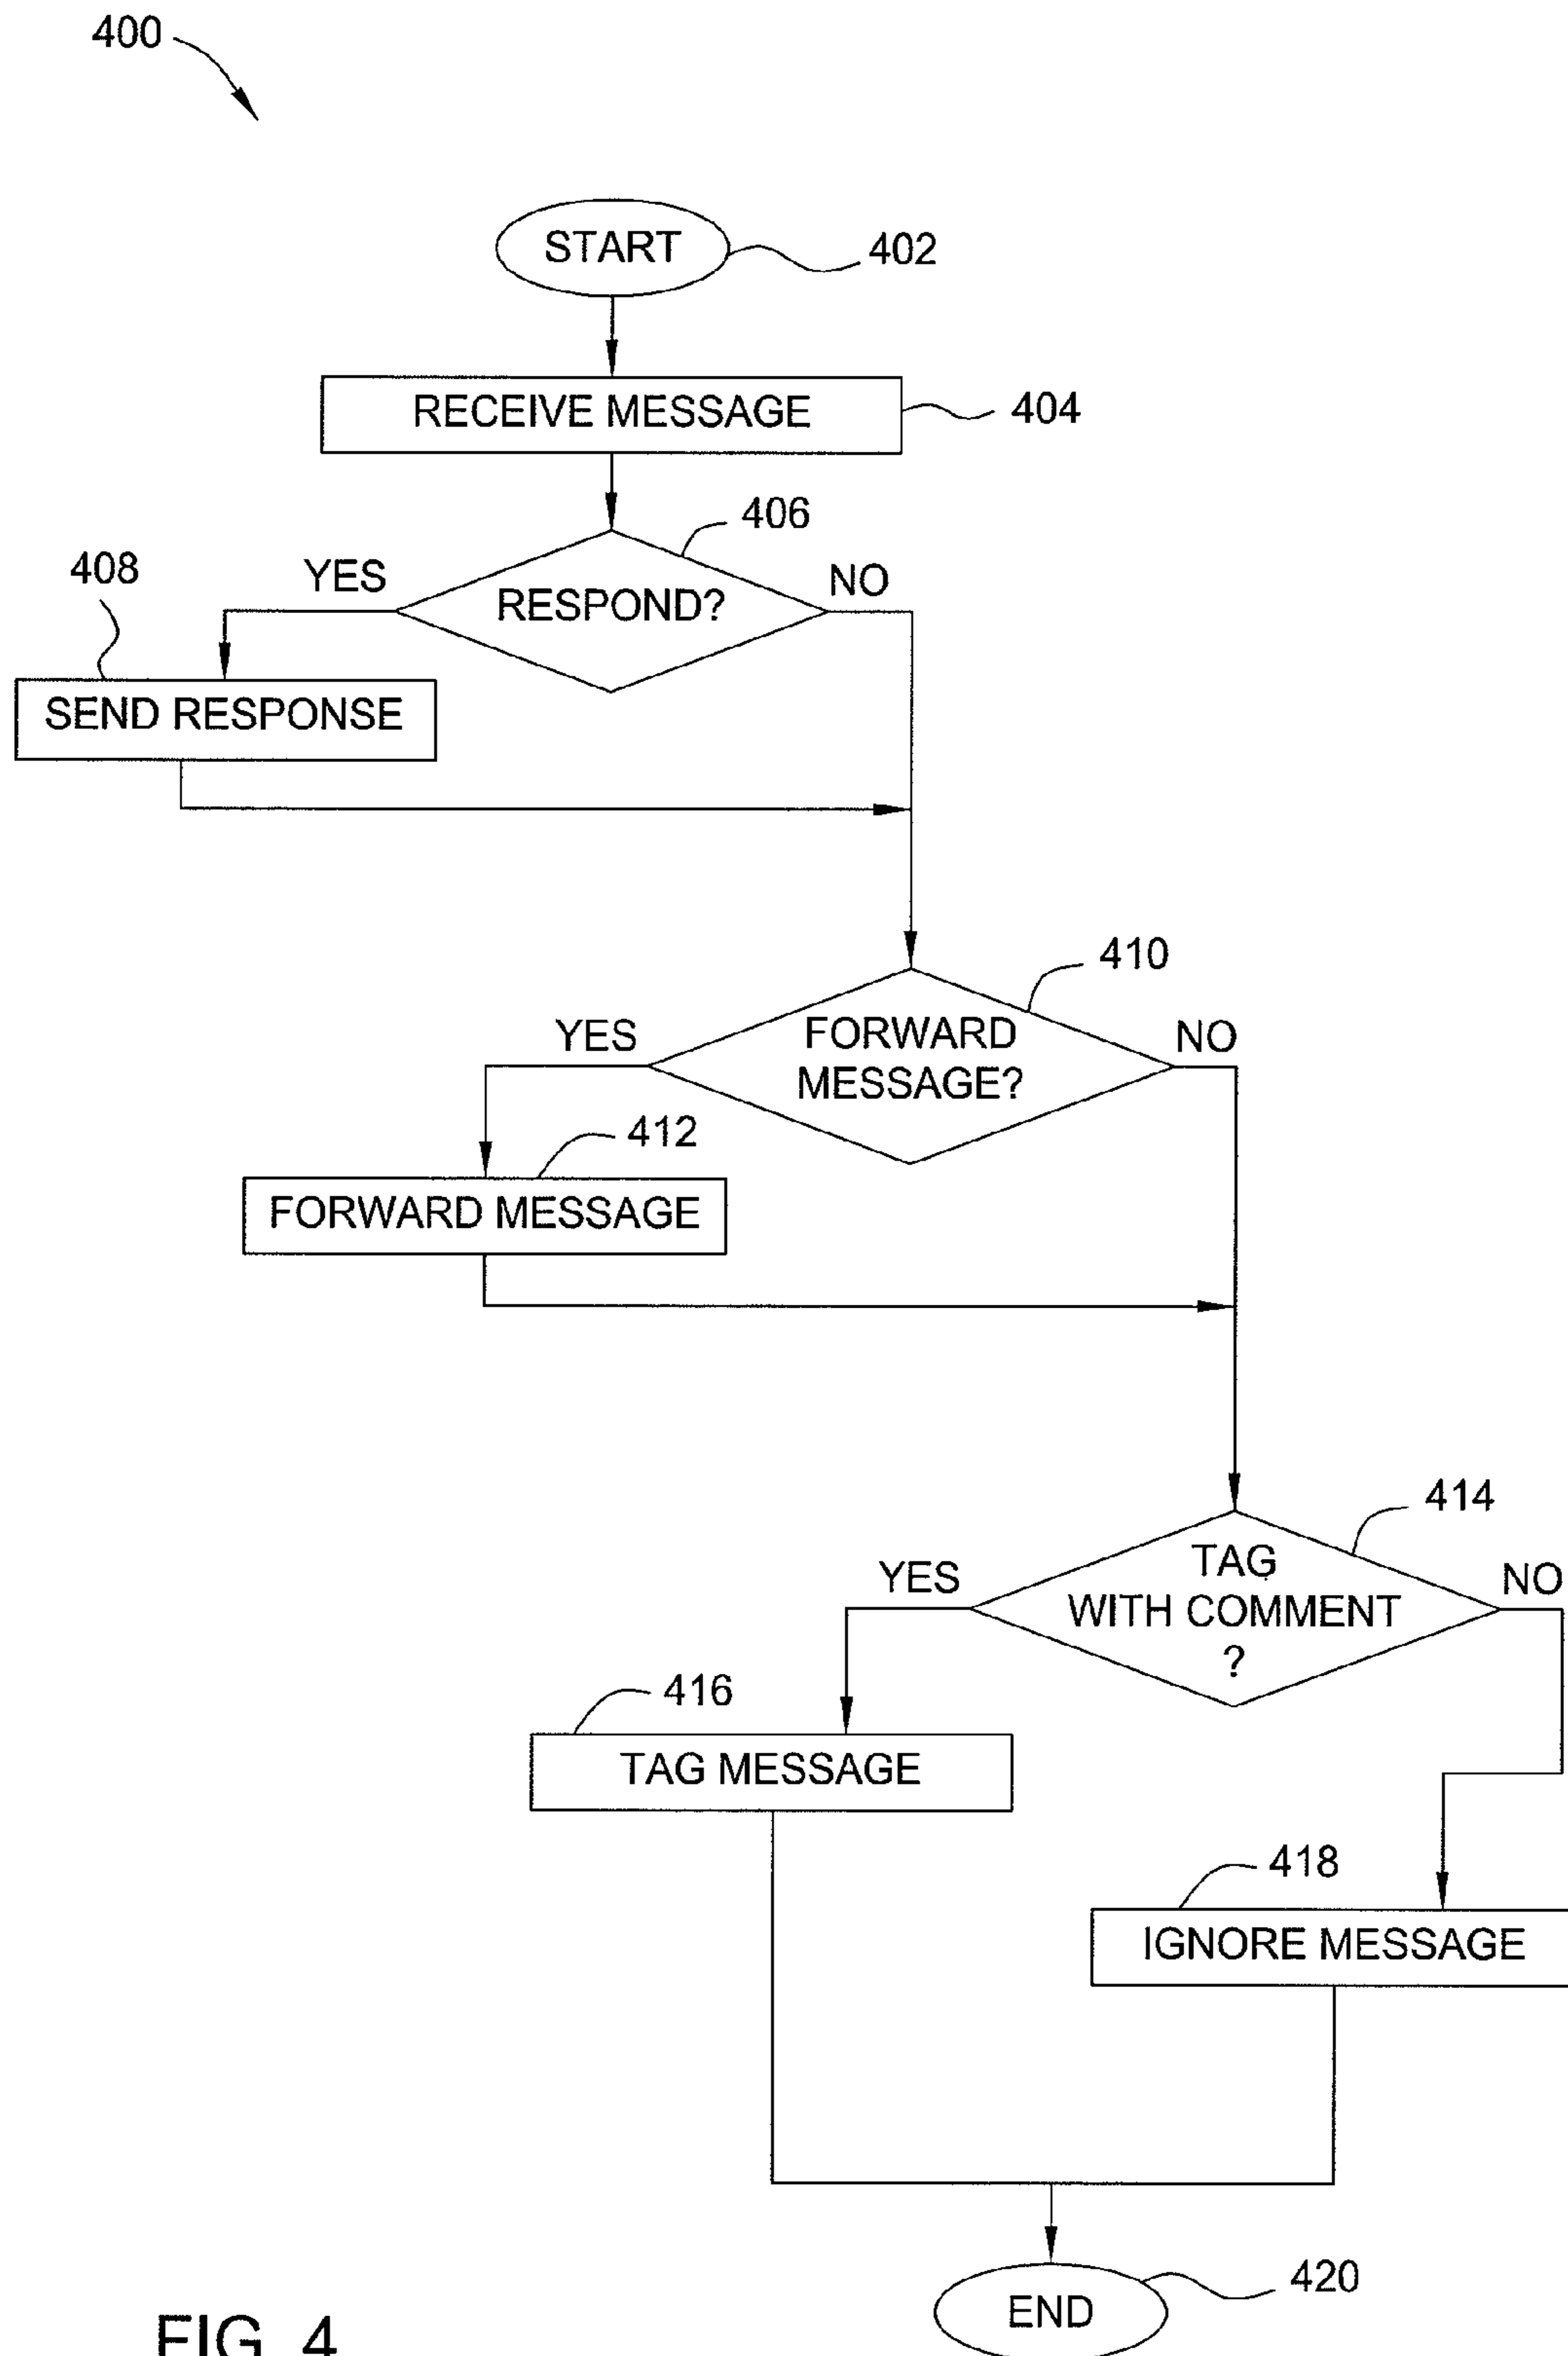 400
START
402
RECEIVE MESSAGE
404
406
408
YES
NO
RESPOND?
SEND RESPONSE
410
YES
NO
FORWARD
MESSAGE?
412
FORWARD MESSAGE
414
YES
NO
TAG
WITH COMMENT
?
416
TAG MESSAGE
418
IGNORE MESSAGE
420
END
FIG. 4